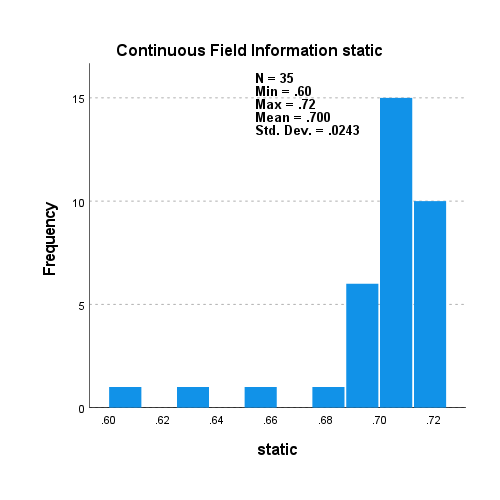 Continuous Field Information static
N = 35
Min = .60
Max = .72
Mean = .700
Std. Dev. = .0243
15
10
5
0
Frequency
.60 .62 .64 .66 .68 .70 .72
static